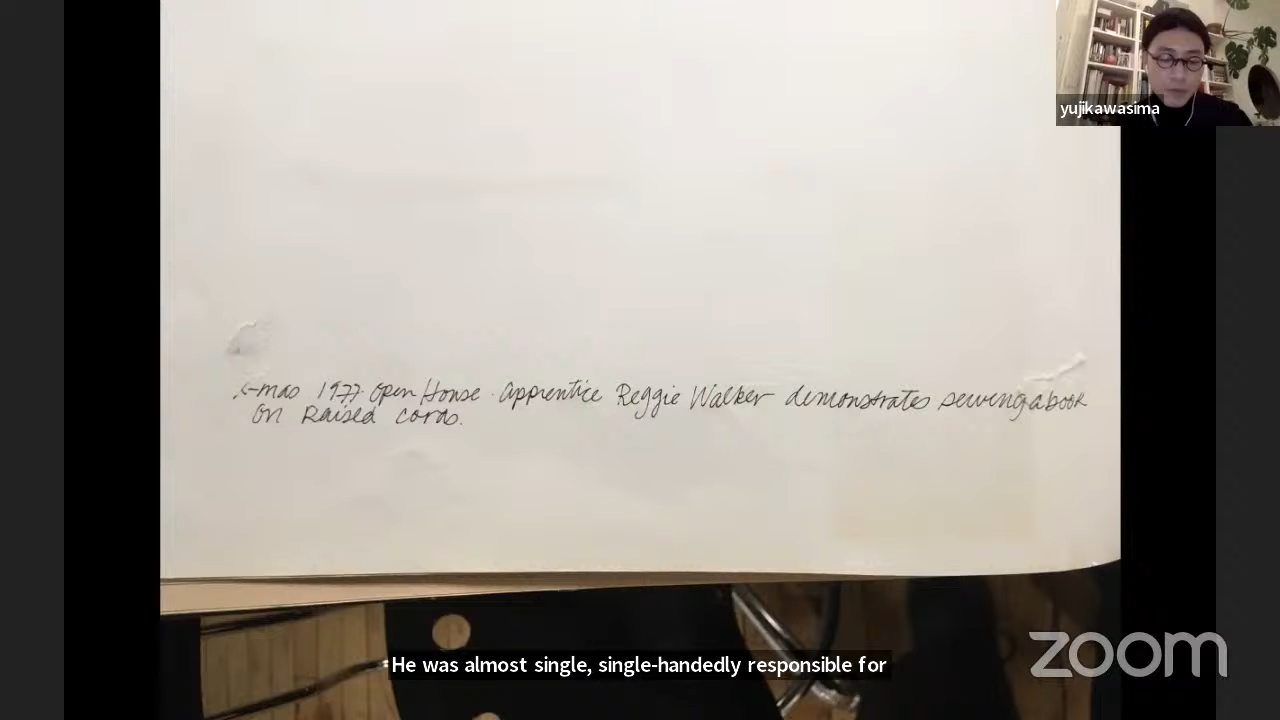 yujikawasima
X-mas 1977 Open House. Apprentice Reggie Walker demonstrates sewing a book
on Raised cords.
He was almost single, single-handedly responsible for
zoom